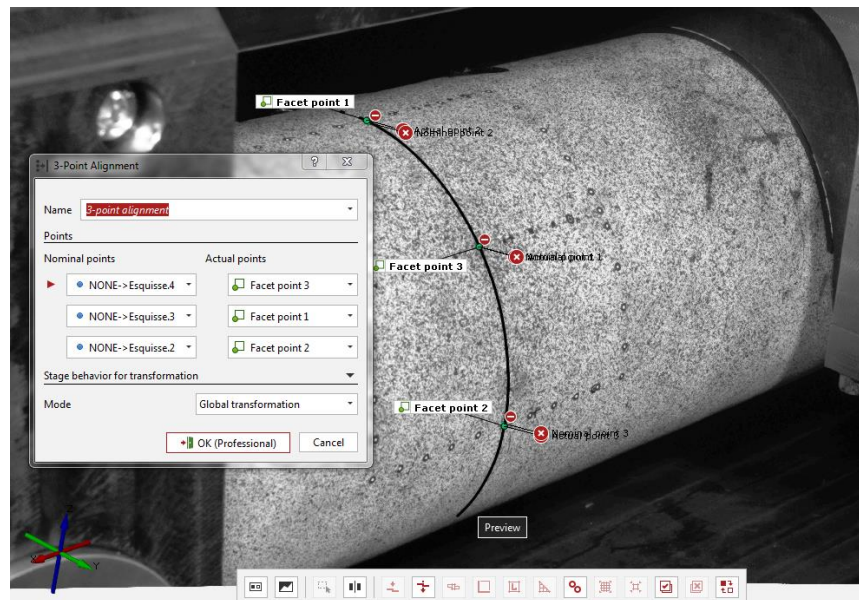 Facet point 1
Nominal point 2
3-Point Alignment
Name 3-point alignment
Points
Nominal points Actual points
NONE->Esquisse.4 Facet point 3
NONE->Esquisse.3 Facet point 1
NONE->Esquisse.2 Facet point 2
Stage behavior for transformation
Mode Global transformation
OK (Professional) Cancel
Facet point 3
Facet point 2
Nominal point 3
Preview
Y